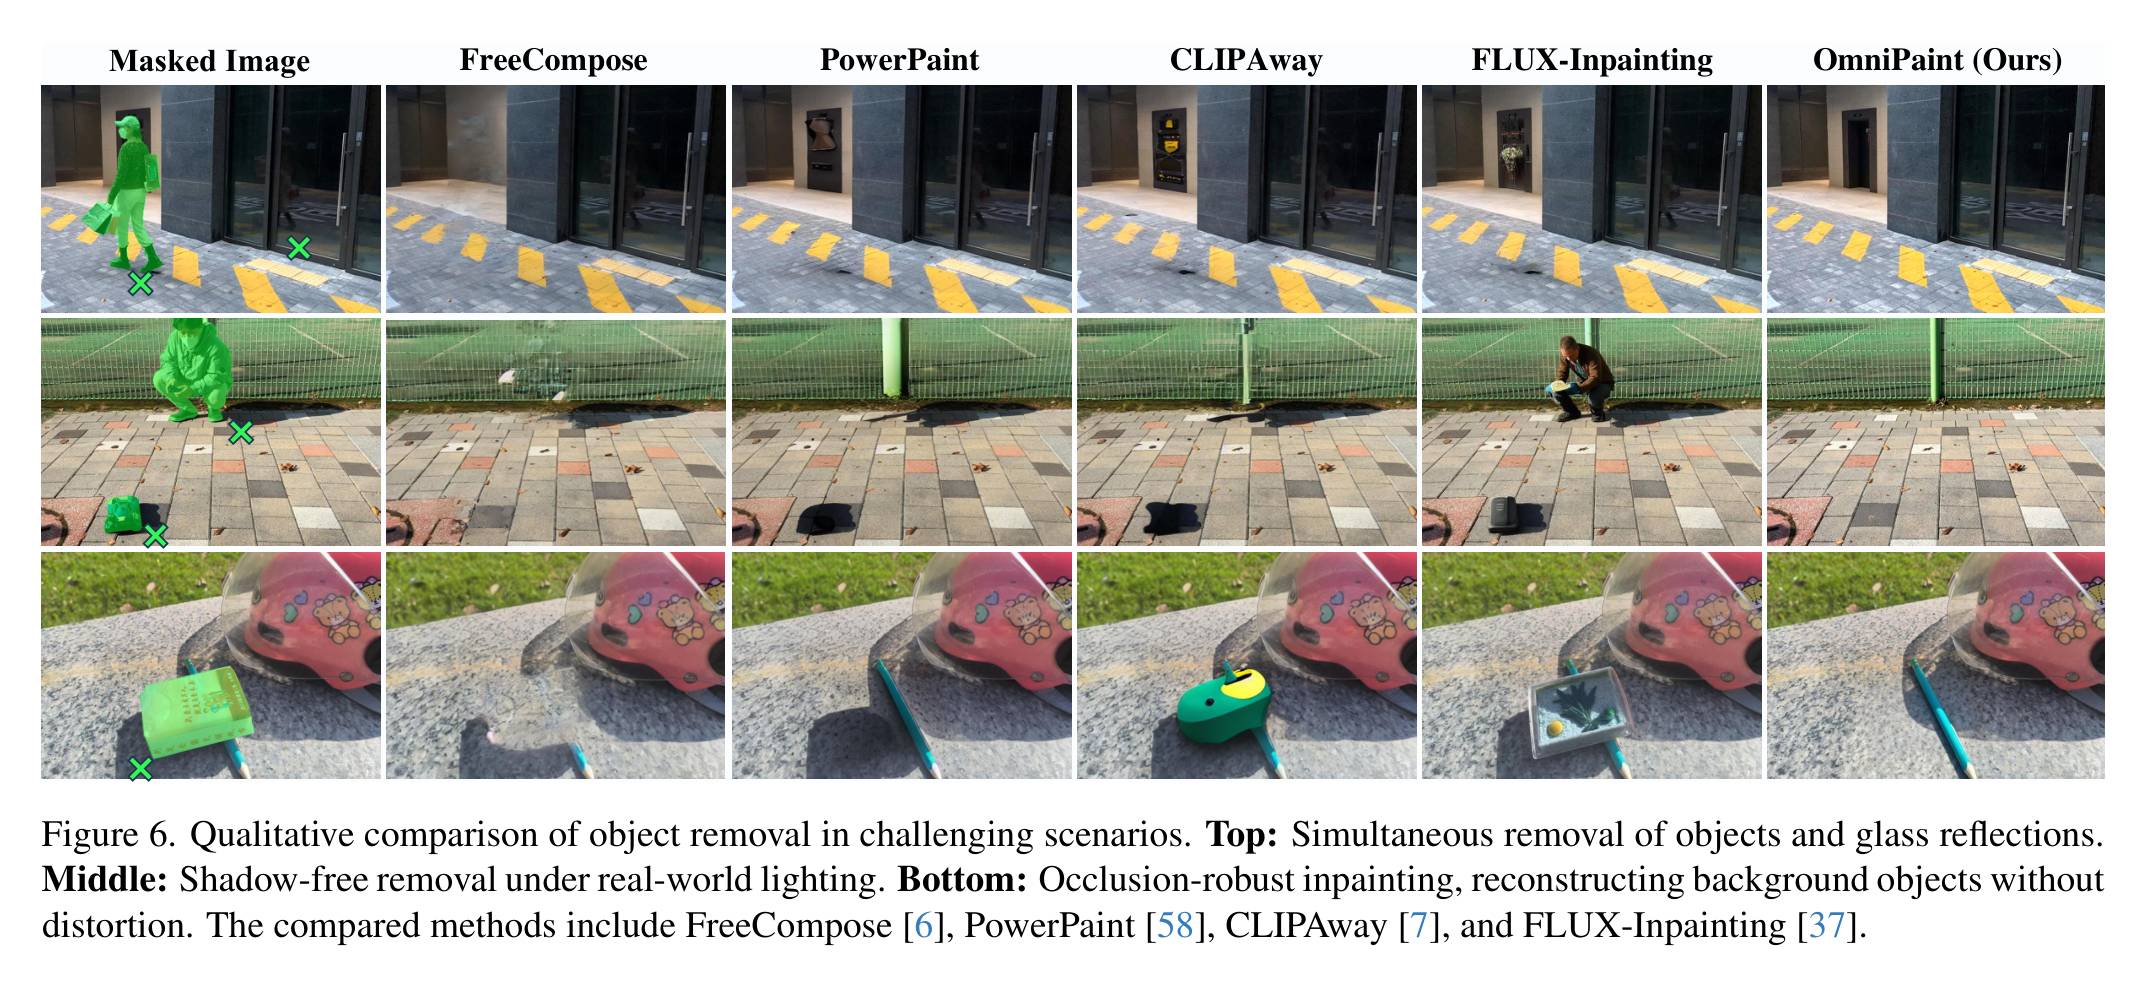 Masked Image FreeCompose PowerPaint CLIPAway FLUX-Inpainting OmniPaint (Ours)
Figure 6. Qualitative comparison of object removal in challenging scenarios. Top: Simultaneous removal of objects and glass reflections.
Middle: Shadow-free removal under real-world lighting. Bottom: Occlusion-robust inpainting, reconstructing background objects without
distortion. The compared methods include FreeCompose [6], PowerPaint [58], CLIPAway [7], and FLUX-Inpainting [37].